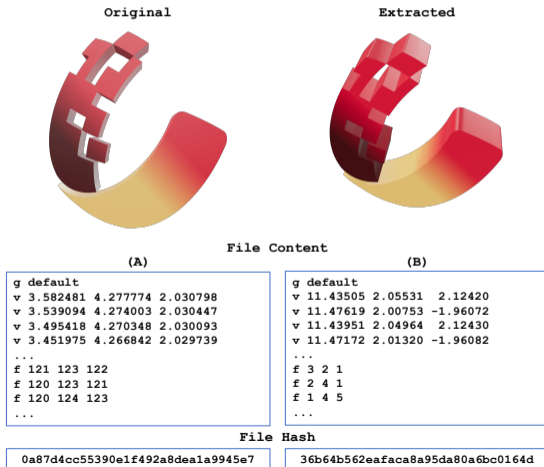 Original
Extracted
File Content
(A)
(B)
g default
v 3.582481 4.277774 2.030798
v 3.539094 4.274003 2.030447
v 3.495418 4.270348 2.030093
v 3.451975 4.266842 2.029739
...
f 121 123 122
f 120 123 121
f 120 124 123
...
g default
v 11.43505 2.05531 2.12420
v 11.47619 2.00753 -1.96072
v 11.43951 2.04964 2.12430
v 11.47172 2.01320 -1.96082
...
f 3 2 1
f 2 4 1
f 1 4 5
...
File Hash
0a87d4cc55390e1f492a8dea1a9945e7
36b64b562eafaca8a95da80a6bc0164d